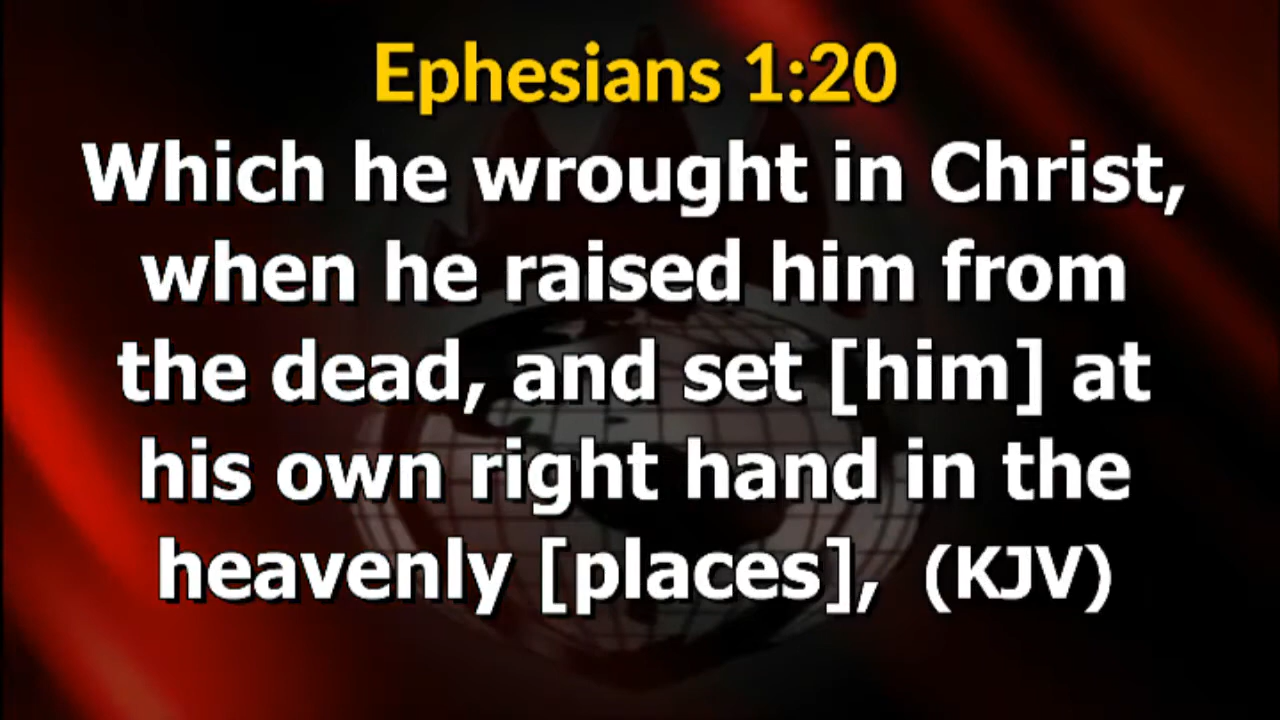 Ephesians 1:20
Which he wrought in Christ,
when he raised him from
the dead, and set [him] at
his own right hand in the
heavenly [places], (KJV)